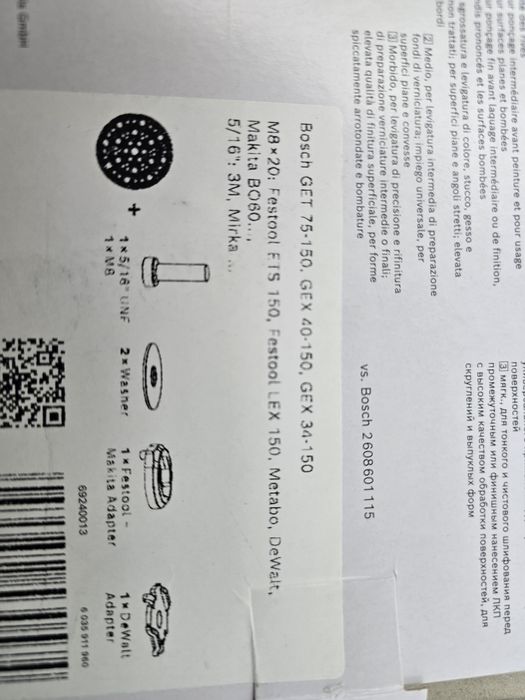 ur ponçage intermédiaire avant peinture et pour usage
ur surfaces planes et bombées
ur ponçage fin avant laquage intermédiaire ou de finition,
ndis prononcés et les surfaces bombées
sgrossatura e levigatura di colore, stucco, gesso e
non trattati; per superfici piane e angoli stretti; elevata
bordi
2 Medio, per levigatura intermedia di preparazione
fondi di verniciatura; impiego universale, per
superfici piane e convesse
3 Morbido, per levigatura di precisione e rifinitura
di preparazione verniciature intermedie o finali;
elevata qualità di finitura superficiale, per forme
spiccatamente arrotondate e bombature
поверхностей
3 мягк., для тонкого и чистового шлифования перед
промежуточным или финишным нанесением ЛКП
с высоким качеством обработки поверхностей, для
скруглений и выпуклых форм
vs. Bosch 2608601115
Bosch GET 75-150, GEX 40-150, GEX 34-150
M8×20: Festool ETS 150, Festool LEX 150, Metabo, DeWalt,
Makita BO60...,
5/16": 3M, Mirka ...
+
1×5/16" UNF
1×M8
2×Washer
1×Festool -
Makita Adapter
1×DeWalt
Adapter
69240013
6 035 911 960